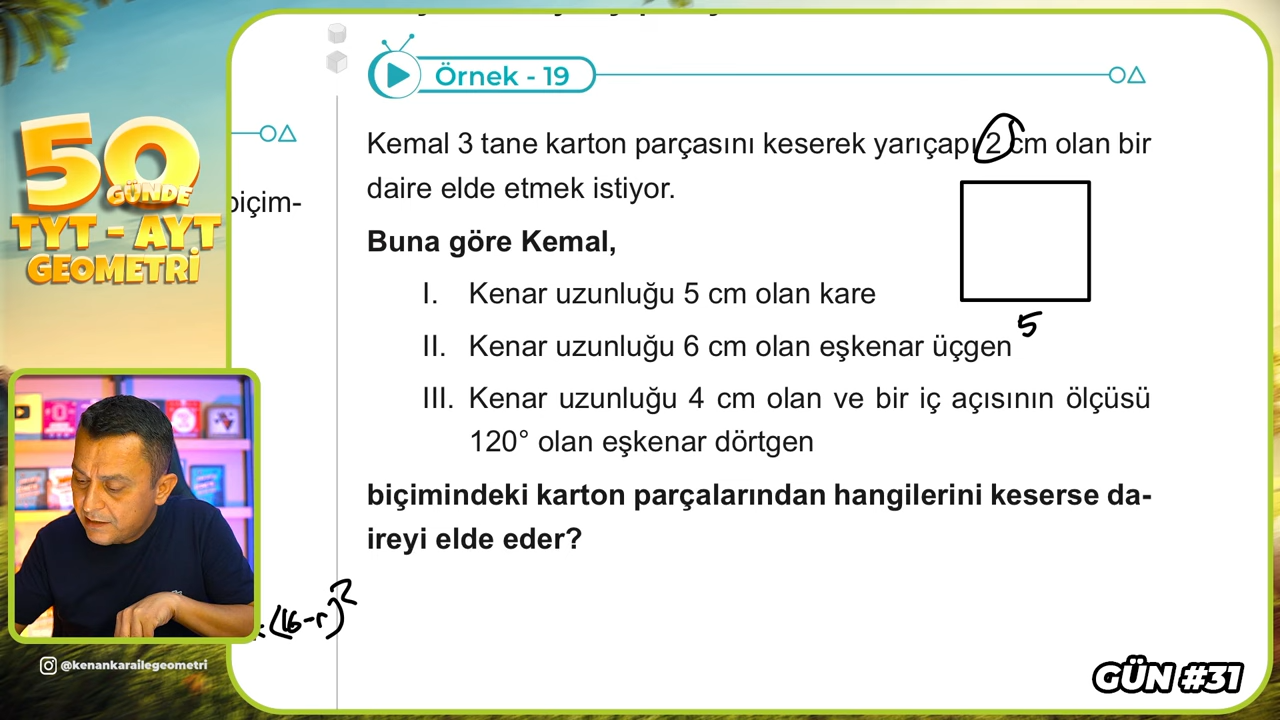 50
GÜNDE
TYT - AYT
GEOMETRİ
biçim-
Örnek - 19
Kemal 3 tane karton parçasını keserek yarıçapı 2 cm olan bir
daire elde etmek istiyor.
Buna göre Kemal,
I. Kenar uzunluğu 5 cm olan kare
5
II. Kenar uzunluğu 6 cm olan eşkenar üçgen
III. Kenar uzunluğu 4 cm olan ve bir iç açısının ölçüsü
120° olan eşkenar dörtgen
biçimindeki karton parçalarından hangilerini keserse da-
ireyi elde eder?
(16-r)²
@kenankarailegeometri
GÜN #31